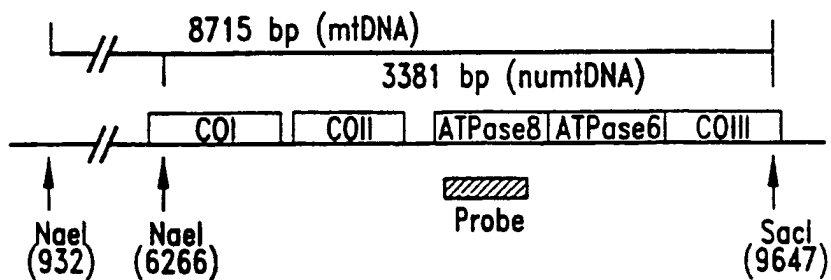 8715 bp (mtDNA)
3381 bp (numtDNA)
COI COII ATPase8 ATPase6 COIII
Probe
NaeI NaeI SacI
(932) (6266) (9647)